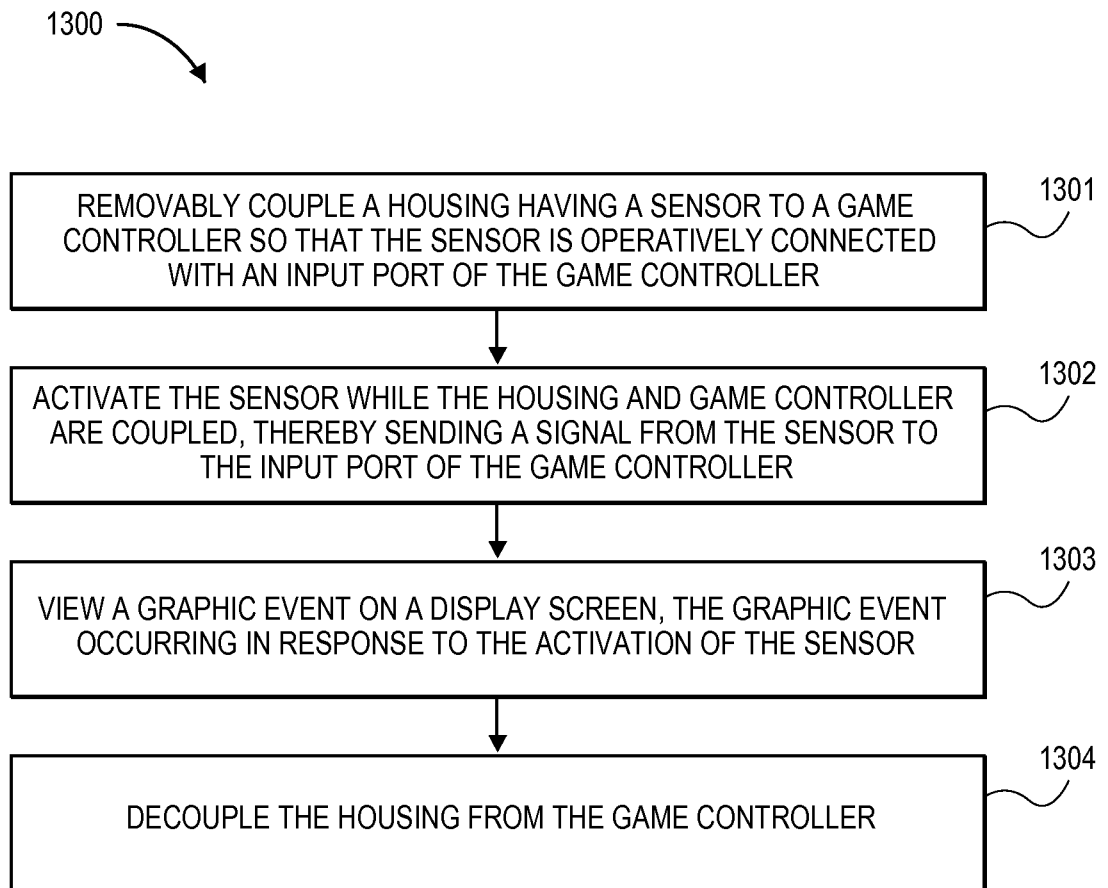 1300
REMOVABLY COUPLE A HOUSING HAVING A SENSOR TO A GAME
CONTROLLER SO THAT THE SENSOR IS OPERATIVELY CONNECTED
WITH AN INPUT PORT OF THE GAME CONTROLLER
1301
ACTIVATE THE SENSOR WHILE THE HOUSING AND GAME CONTROLLER
ARE COUPLED, THEREBY SENDING A SIGNAL FROM THE SENSOR TO
THE INPUT PORT OF THE GAME CONTROLLER
1302
VIEW A GRAPHIC EVENT ON A DISPLAY SCREEN, THE GRAPHIC EVENT
OCCURRING IN RESPONSE TO THE ACTIVATION OF THE SENSOR
1303
DECOUPLE THE HOUSING FROM THE GAME CONTROLLER
1304